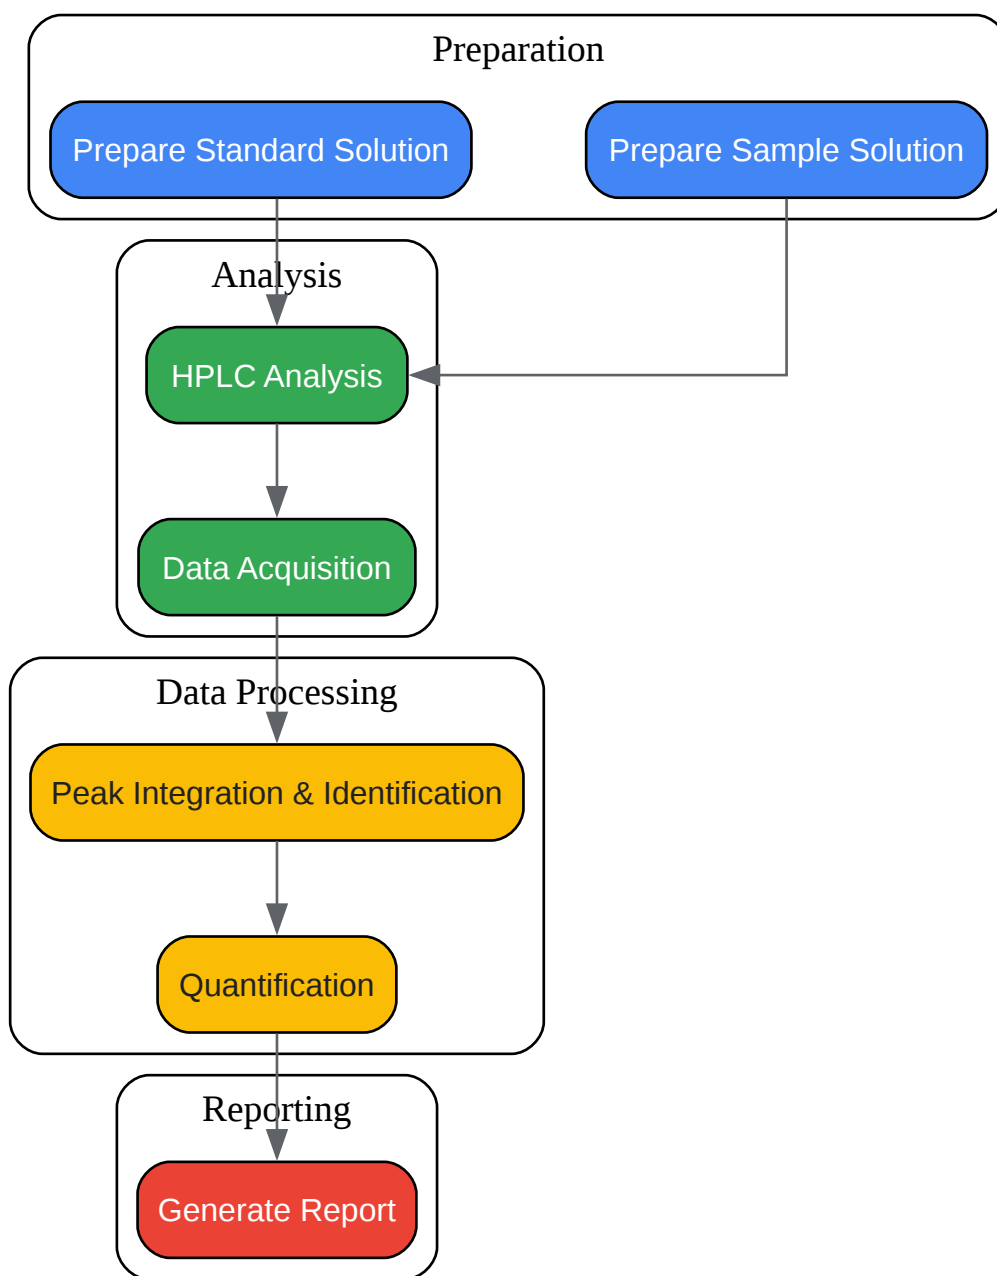 Preparation
Prepare Standard Solution
Prepare Sample Solution
Analysis
HPLC Analysis
Data Acquisition
Data Processing
Peak Integration & Identification
Quantification
Reporting
Generate Report